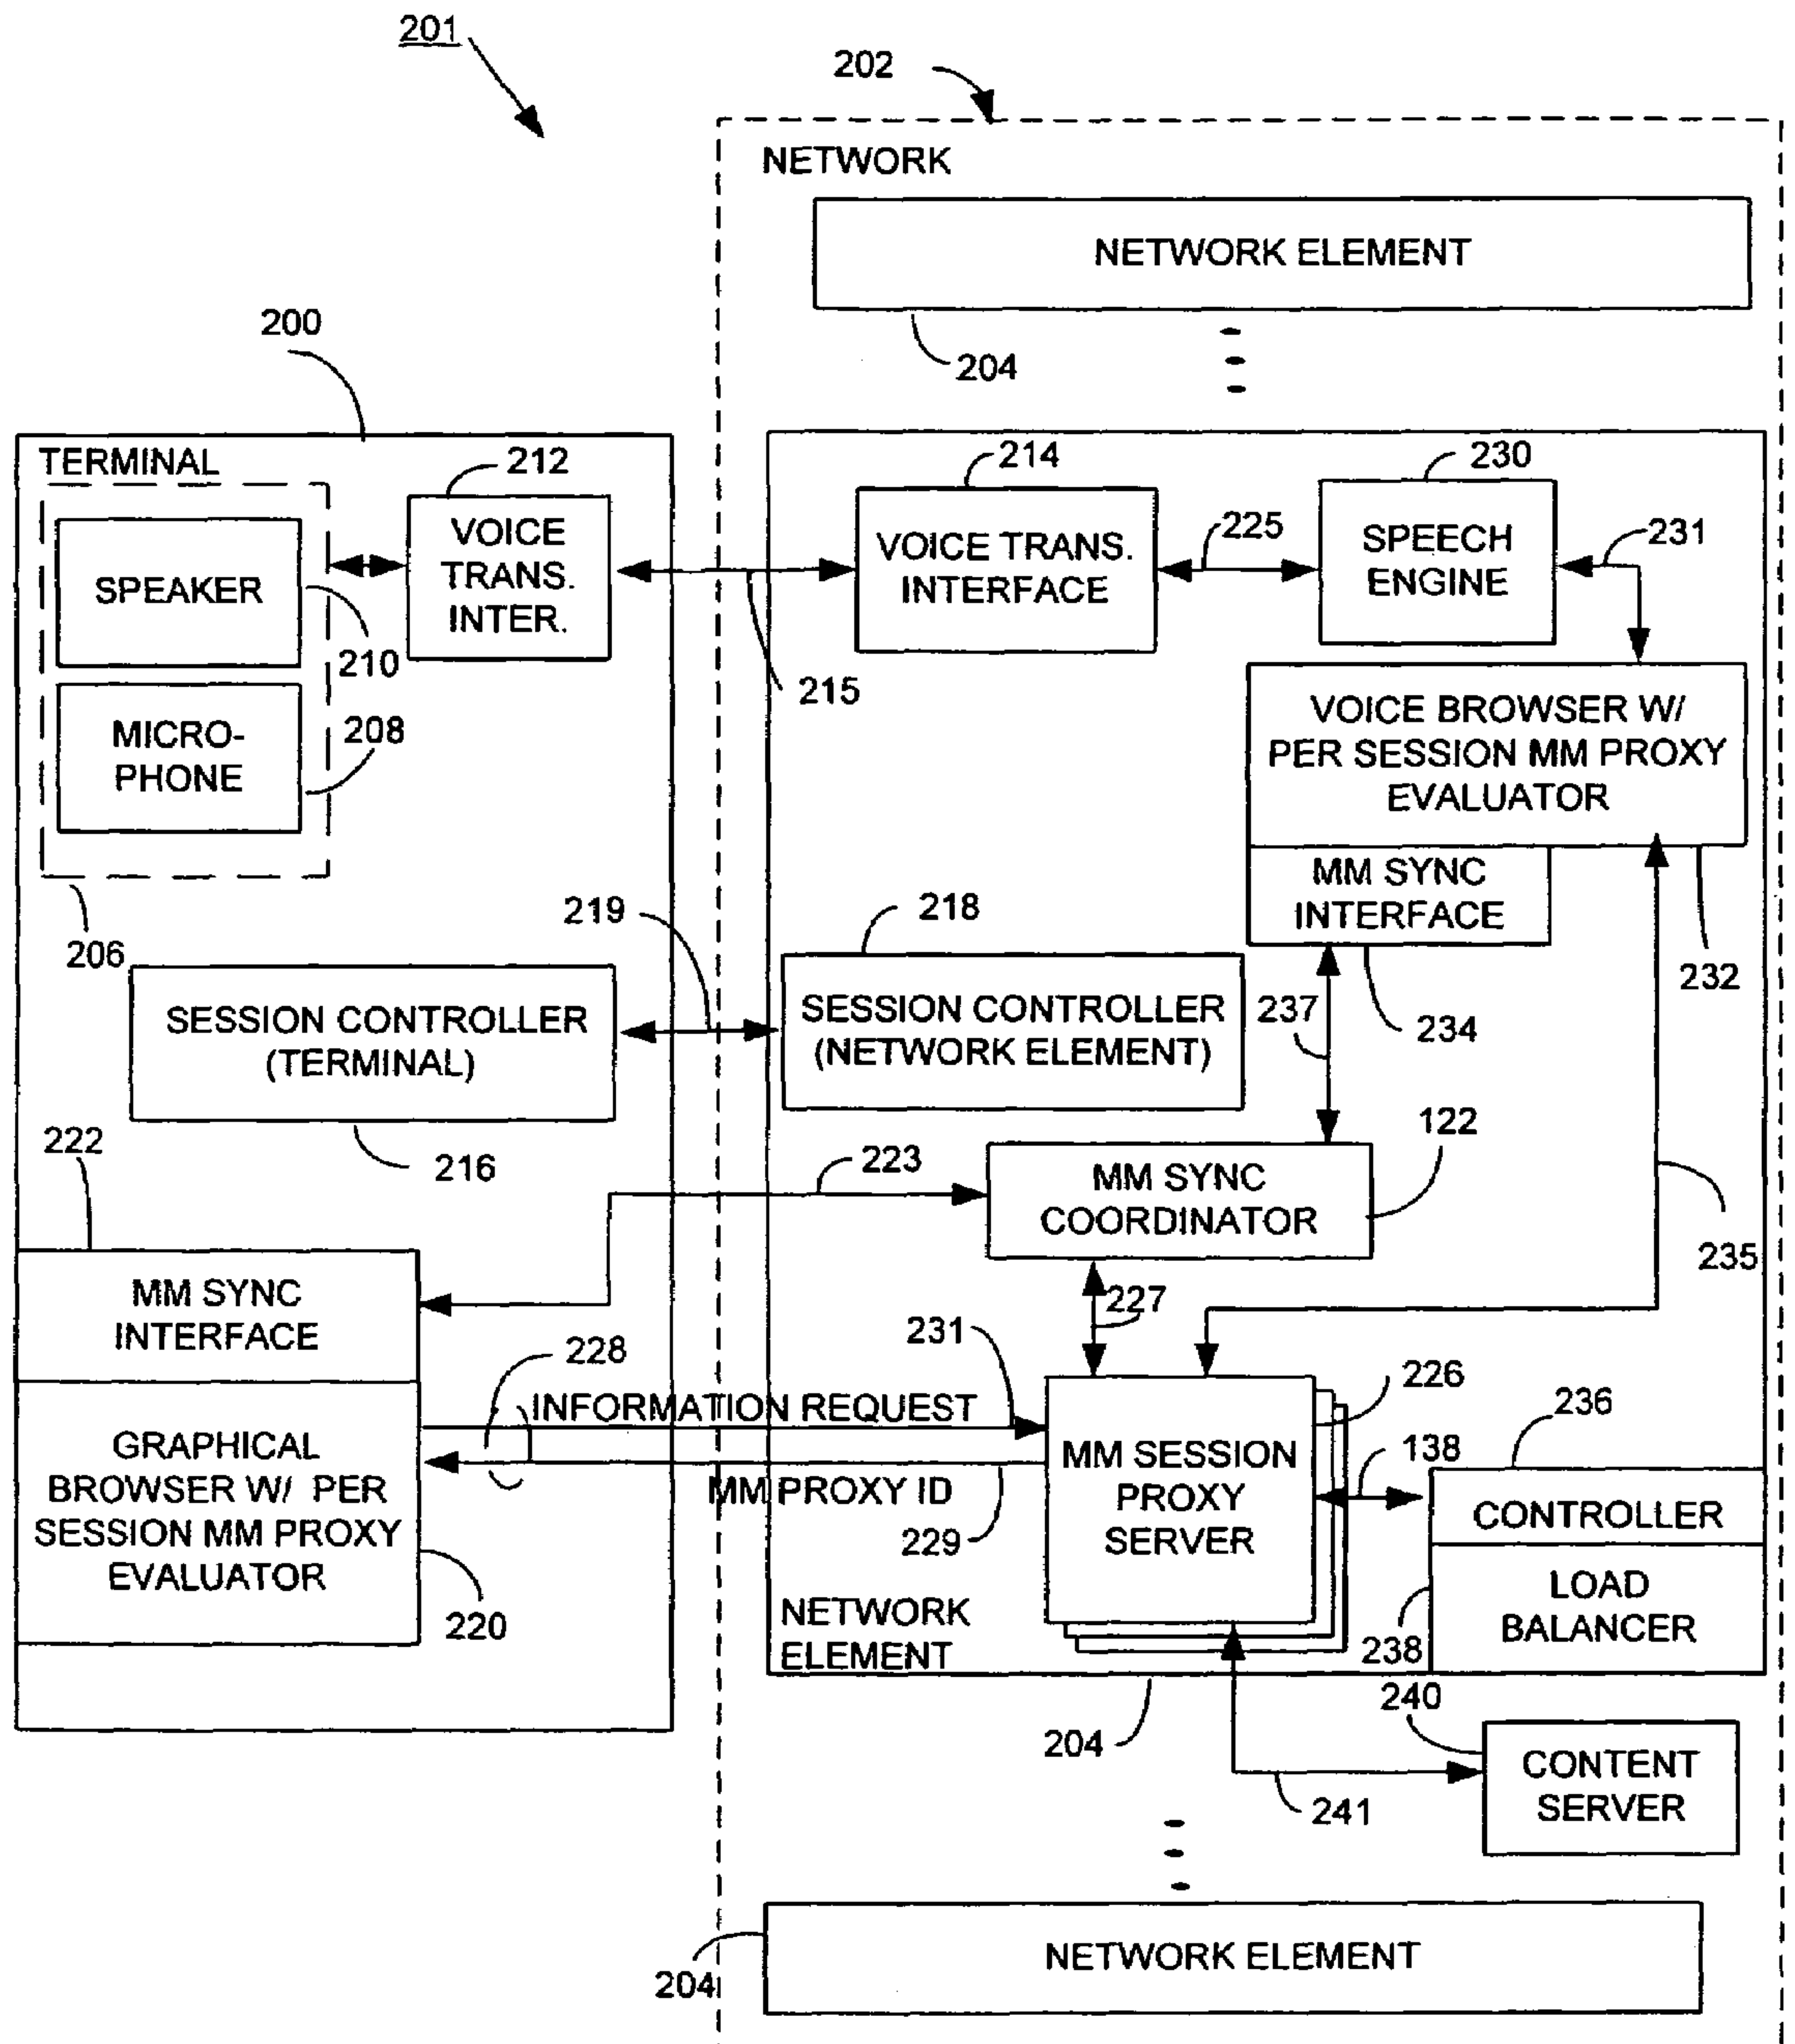 201
202
NETWORK
NETWORK ELEMENT
204
200
TERMINAL
212
VOICE
TRANS.
INTER.
SPEAKER
210
MICRO-
PHONE
208
206
214
VOICE TRANS.
INTERFACE
225
230
SPEECH
ENGINE
231
215
VOICE BROWSER W/
PER SESSION MM PROXY
EVALUATOR
MM SYNC
INTERFACE
232
234
237
219
218
SESSION CONTROLLER
(TERMINAL)
216
SESSION CONTROLLER
(NETWORK ELEMENT)
122
222
223
MM SYNC
COORDINATOR
235
227
MM SYNC
INTERFACE
231
228
INFORMATION REQUEST
226
236
GRAPHICAL
BROWSER W/ PER
SESSION MM PROXY
EVALUATOR
220
MM PROXY ID
229
MM SESSION
PROXY
SERVER
138
CONTROLLER
LOAD
BALANCER
238
NETWORK
ELEMENT
204
240
CONTENT
SERVER
241
204
NETWORK ELEMENT